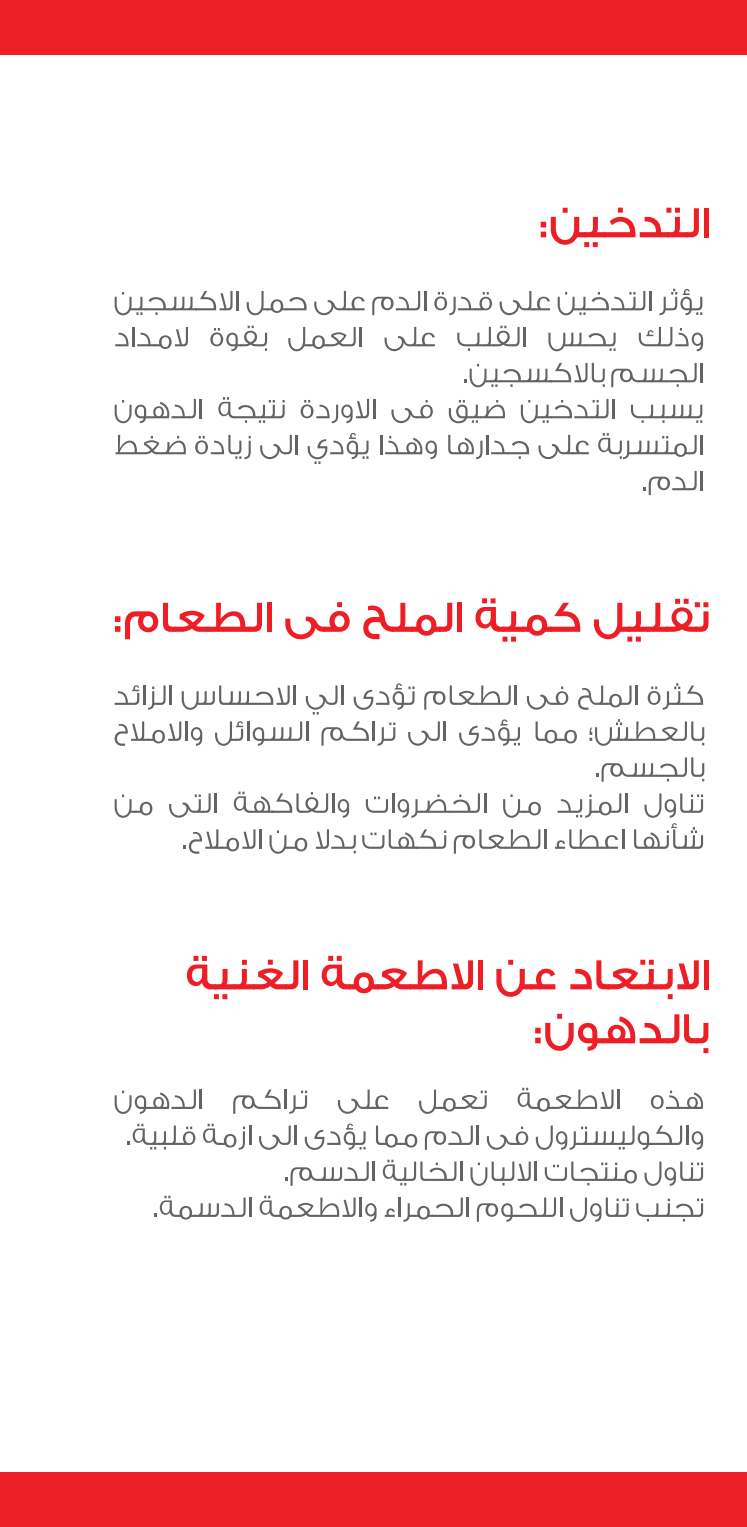 التدخين:
يؤثر التدخين على قدرة الدم على حمل الاكسجين
وذلك يحس القلب على العمل بقوة لامداد
الجسم بالاكسجين.
يسبب التدخين ضيق فى الاوردة نتيجة الدهون
المتسربة على جدارها وهذا يؤدي الى زيادة ضغط
الدم.
تقليل كمية الملح فى الطعام:
كثرة الملح فى الطعام تؤدى الي الاحساس الزائد
بالعطش؛ مما يؤدى الى تراكم السوائل والاملاح
بالجسم.
تناول المزيد من الخضروات والفاكهة التى من
شأنها اعطاء الطعام نكهات بدلا من الاملاح.
الابتعاد عن الاطعمة الغنية
بالدهون:
هذه الاطعمة تعمل على تراكم الدهون
والكوليسترول فى الدم مما يؤدى الى ازمة قلبية.
تناول منتجات الالبان الخالية الدسم.
تجنب تناول اللحوم الحمراء والاطعمة الدسمة.